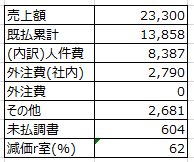 売上額 23,300
既払累計 13,858
(内訳)人件費 8,387
外注費(社内) 2,790
外注費 0
その他 2,681
未払調書 604
減価r室(%) 62